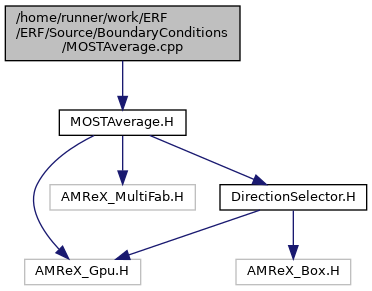 /home/runner/work/ERF
/ERF/Source/BoundaryConditions
/MOSTAverage.cpp
MOSTAverage.H
AMReX_MultiFab.H
DirectionSelector.H
AMReX_Gpu.H
AMReX_Box.H